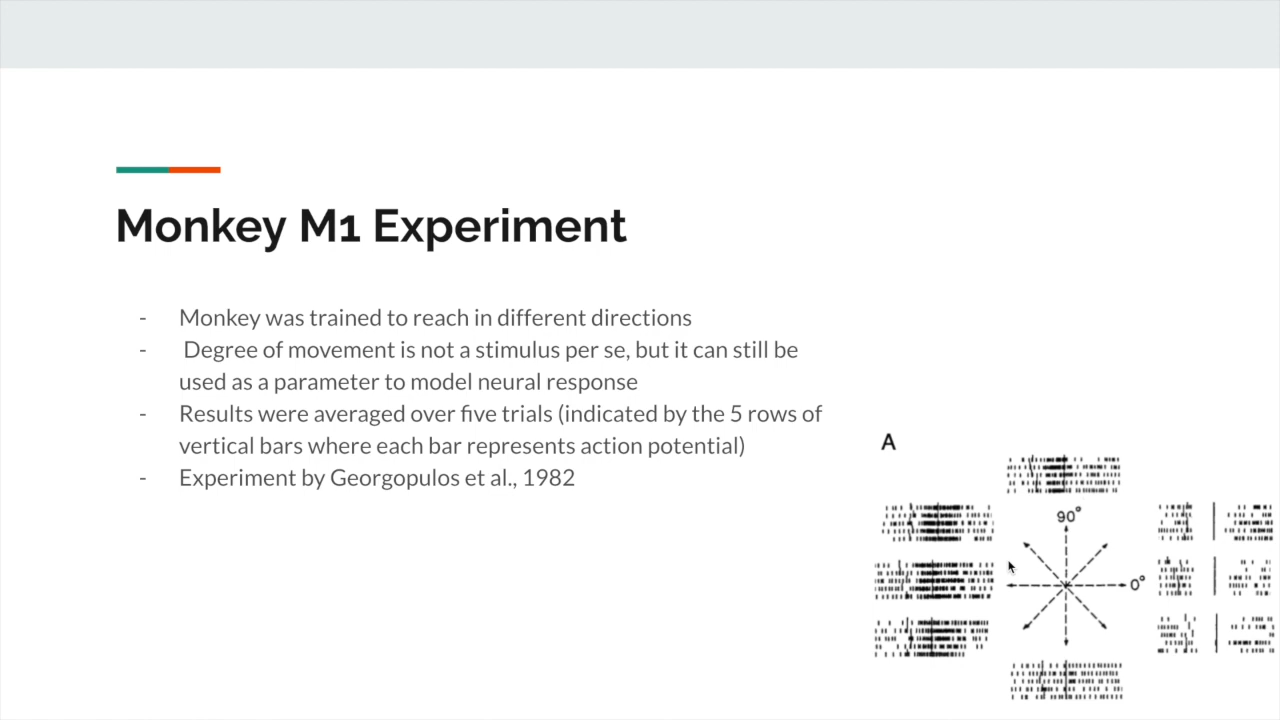 Monkey M1 Experiment
- Monkey was trained to reach in different directions
- Degree of movement is not a stimulus per se, but it can still be
used as a parameter to model neural response
- Results were averaged over five trials (indicated by the 5 rows of
vertical bars where each bar represents action potential)
- Experiment by Georgopulos et al., 1982
A
90°
0°